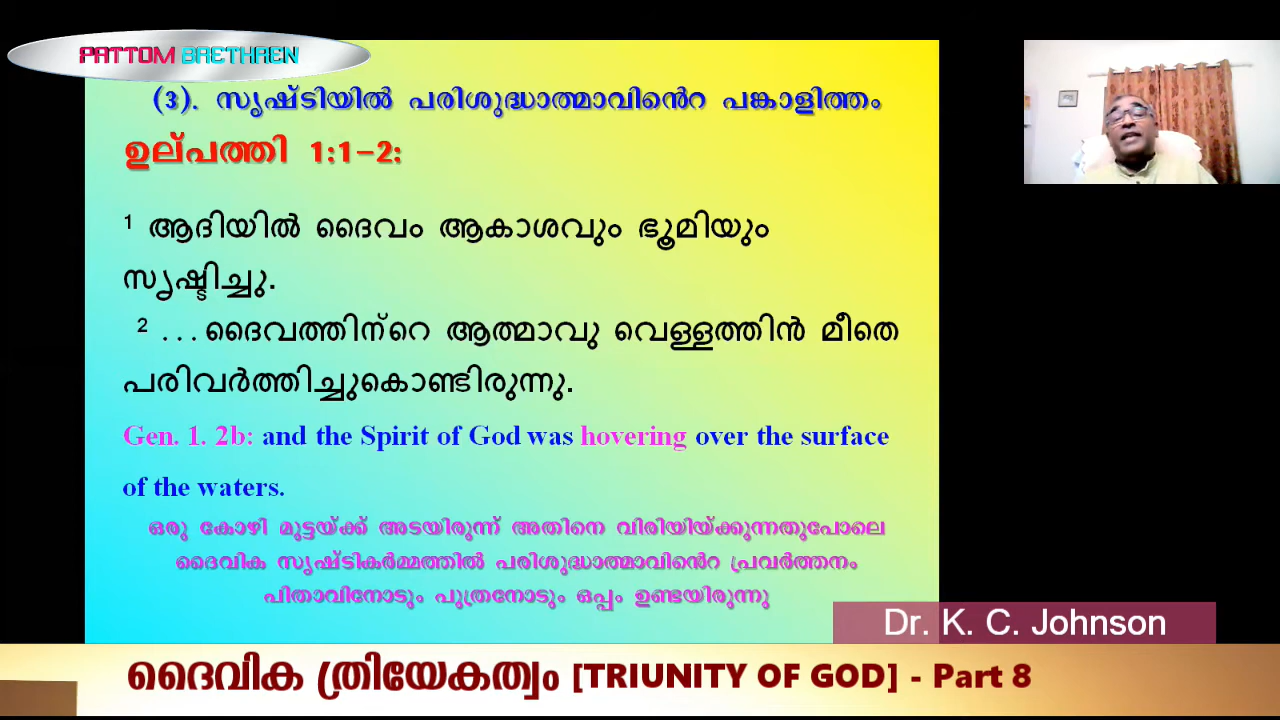 PATTOM BRETHREN
(3). സൃഷ്ടിയിൽ പരിശുദ്ധാത്മാവിൻെറ പങ്കാളിത്തം
ഉല്പത്തി 1:1-2:
1 ആദിയിൽ ദൈവം ആകാശവും ഭൂമിയും
സൃഷ്ടിച്ചു.
2 ...ദൈവത്തിന്റെ ആത്മാവു വെള്ളത്തിൻ മീതെ
പരിവർത്തിച്ചുകൊണ്ടിരുന്നു.
Gen. 1. 2b: and the Spirit of God was hovering over the surface
of the waters.
ഒരു കോഴി മുട്ടയ്ക്ക് അടയിരുന്ന് അതിനെ വിരിയിയ്ക്കുന്നതുപോലെ
ദൈവിക സൃഷ്ടികർമ്മത്തിൽ പരിശുദ്ധാത്മാവിൻെറ പ്രവർത്തനം
പിതാവിനോടും പുത്രനോടും ഒപ്പം ഉണ്ടയിരുന്നു
Dr. K. C. Johnson
ദൈവിക ത്രിയേകത്വം [TRIUNITY OF GOD] - Part 8